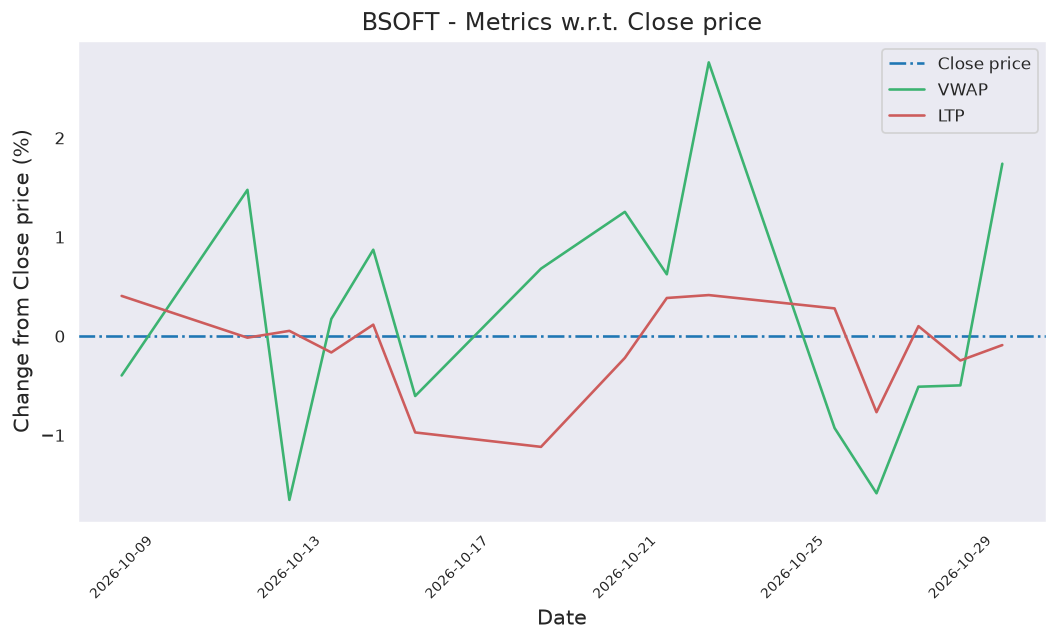 BSOFT - Metrics w.r.t. Close price
Close price
VWAP
LTP
Change from Close price (%)
2
1
0
−1
2026-10-09
2026-10-13
2026-10-17
2026-10-21
2026-10-25
2026-10-29
Date